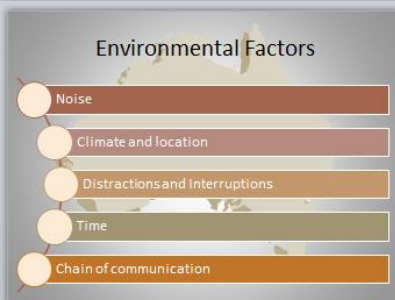 Environmental Factors
Noise
Climate and location
Distractions and Interruptions
Time
Chain of communication